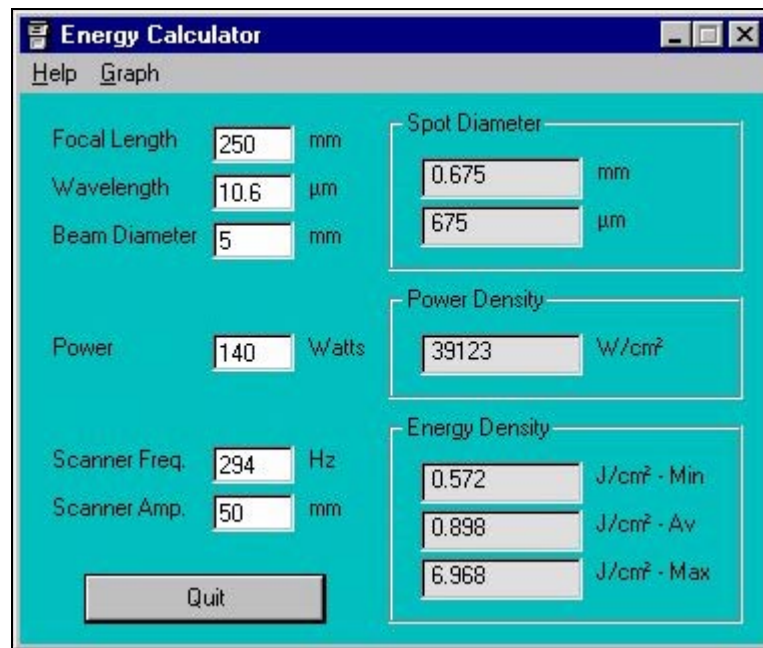 Energy Calculator
Help Graph
Focal Length 250 mm
Wavelength 10.6 µm
Beam Diameter 5 mm
Power 140 Watts
Scanner Freq. 294 Hz
Scanner Amp. 50 mm
Quit
Spot Diameter
0.675 mm
675 µm
Power Density
39123 W/cm²
Energy Density
0.572 J/cm² - Min
0.898 J/cm² - Av
6.968 J/cm² - Max